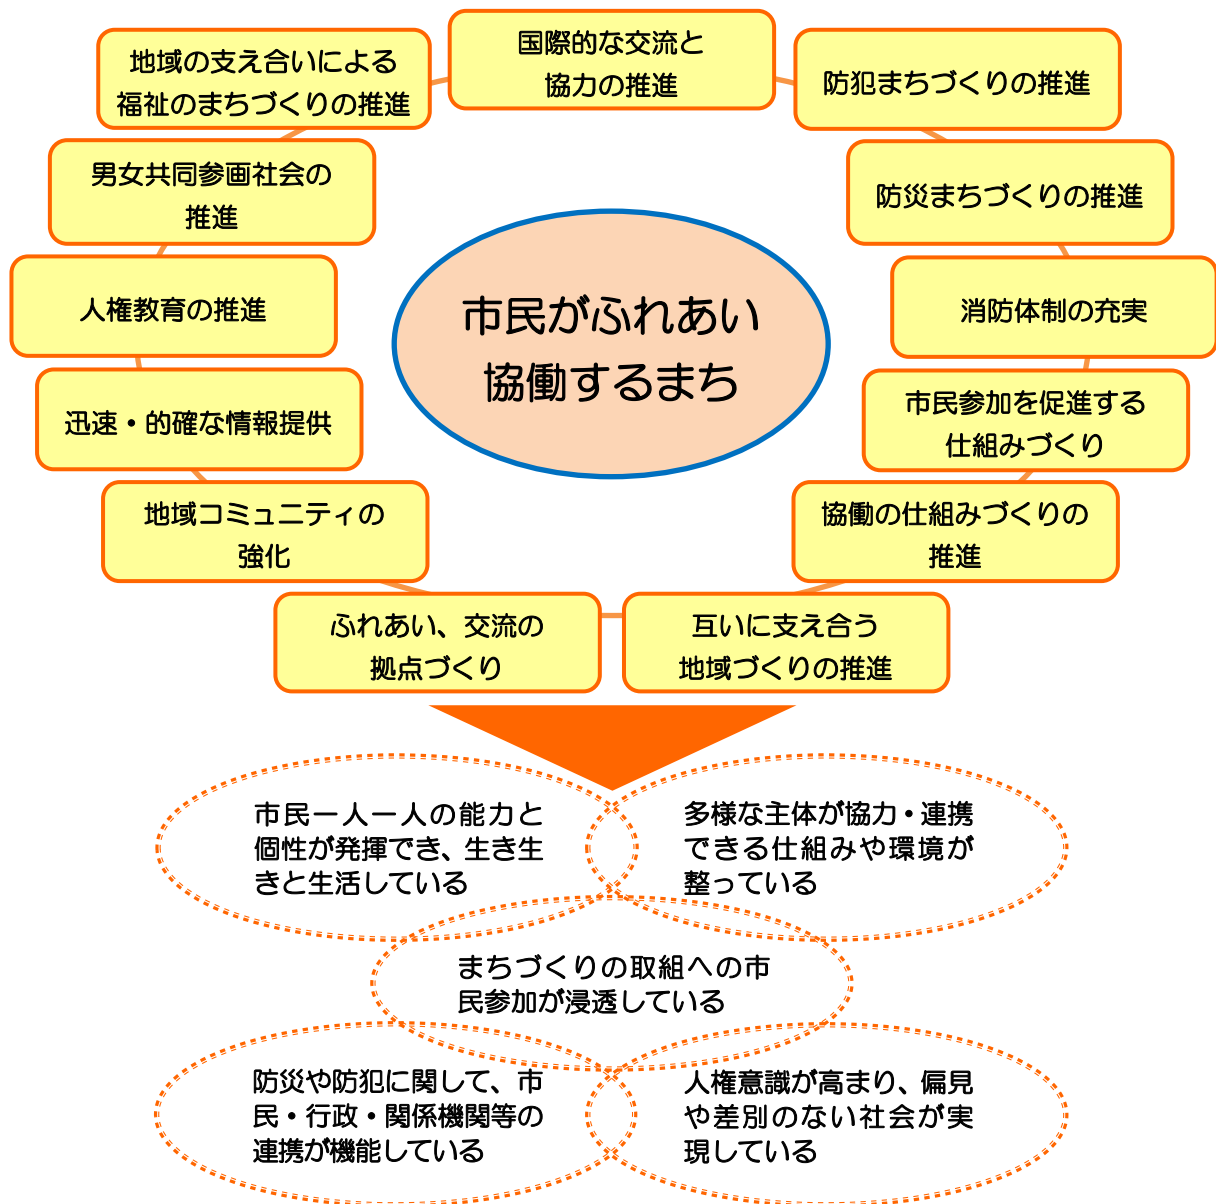 国際的な交流と
協力の推進
地域の支え合いによる
福祉のまちづくりの推進
防犯まちづくりの推進
男女共同参画社会の
推進
防災まちづくりの推進
人権教育の推進
消防体制の充実
市民がふれあい
協働するまち
迅速・的確な情報提供
市民参加を促進する
仕組みづくり
地域コミュニティの
強化
協働の仕組みづくりの
推進
ふれあい、交流の
拠点づくり
互いに支え合う
地域づくりの推進
市民一人一人の能力と
個性が発揮でき、生き生
きと生活している
多様な主体が協力・連携
できる仕組みや環境が
整っている
まちづくりの取組への市
民参加が浸透している
防災や防犯に関して、市
民・行政・関係機関等の
連携が機能している
人権意識が高まり、偏見
や差別のない社会が実
現している